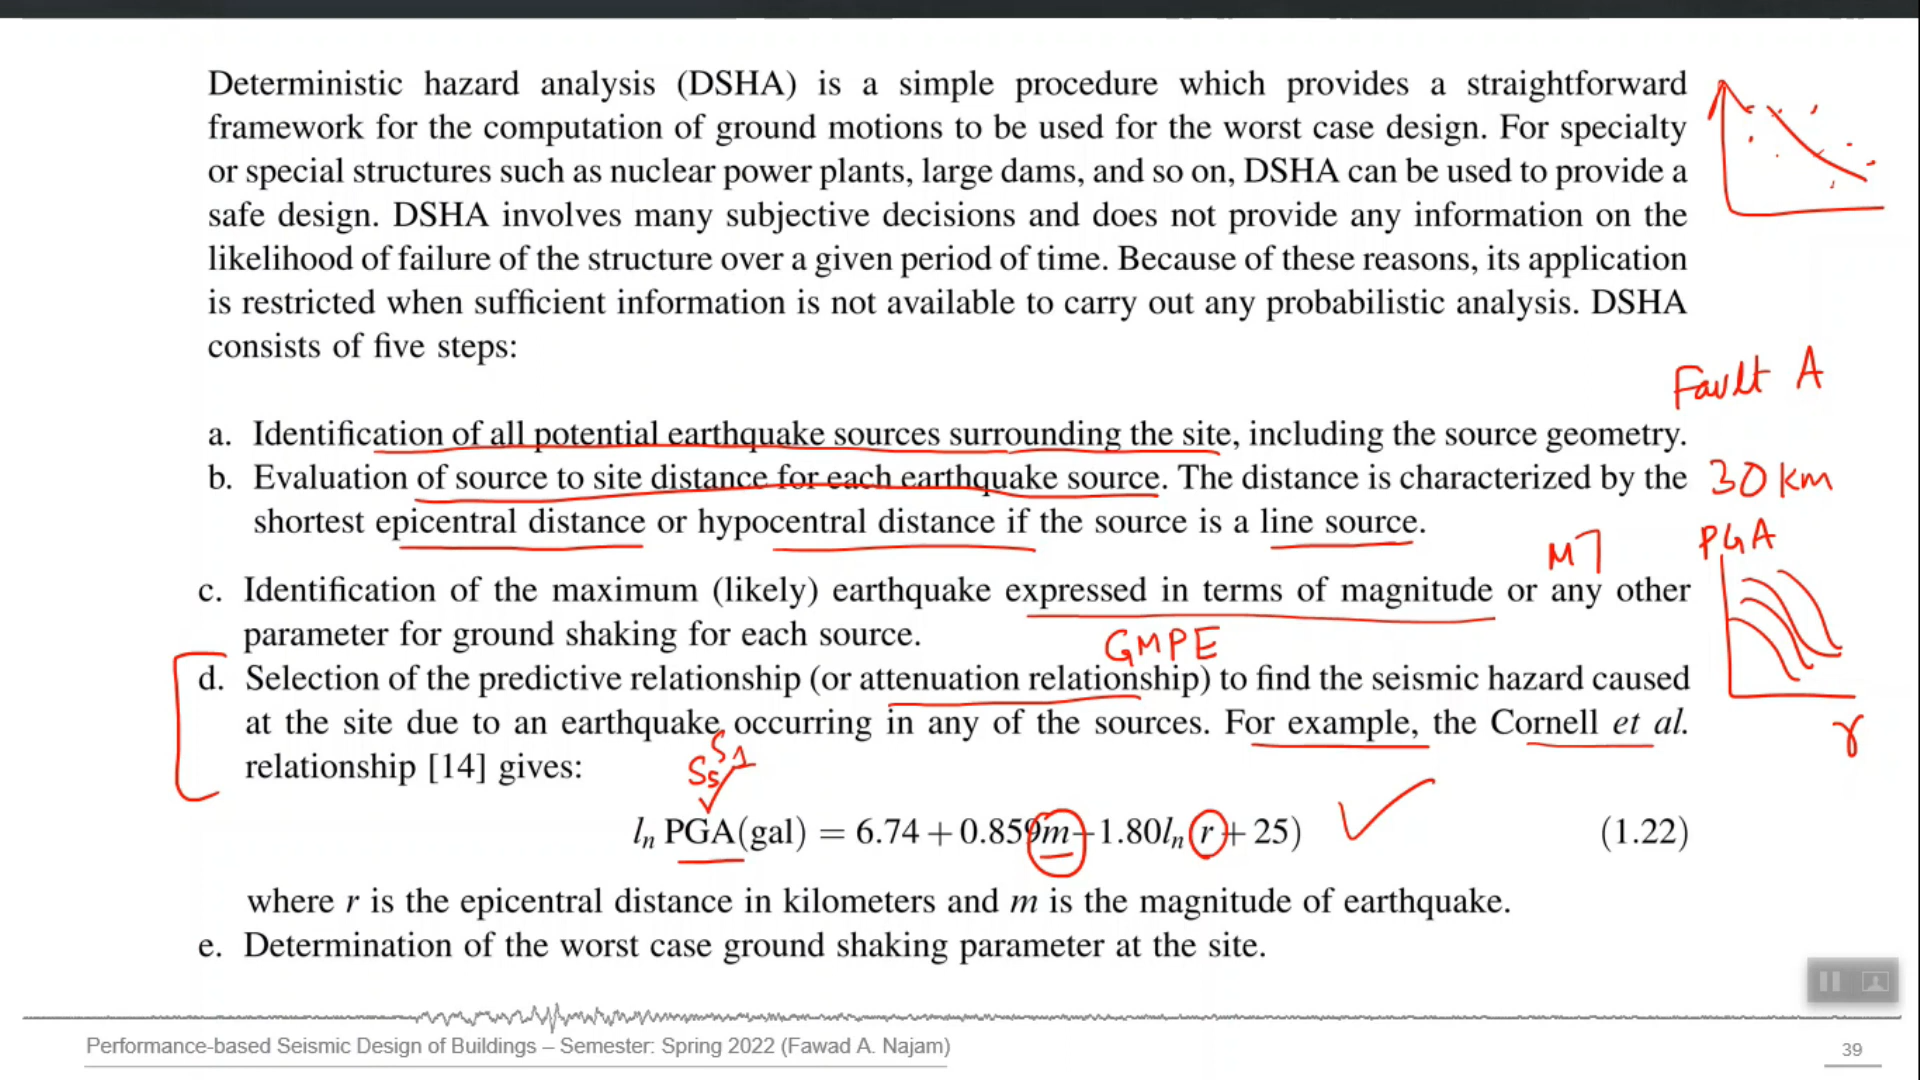 Deterministic hazard analysis (DSHA) is a simple procedure which provides a straightforward
framework for the computation of ground motions to be used for the worst case design. For specialty
or special structures such as nuclear power plants, large dams, and so on, DSHA can be used to provide a
safe design. DSHA involves many subjective decisions and does not provide any information on the
likelihood of failure of the structure over a given period of time. Because of these reasons, its application
is restricted when sufficient information is not available to carry out any probabilistic analysis. DSHA
consists of five steps:
Fault A
a. Identification of all potential earthquake sources surrounding the site, including the source geometry.
b. Evaluation of source to site distance for each earthquake source. The distance is characterized by the
30 km
shortest epicentral distance or hypocentral distance if the source is a line source.
M7
PGA
c. Identification of the maximum (likely) earthquake expressed in terms of magnitude or any other
parameter for ground shaking for each source.
GMPE
d. Selection of the predictive relationship (or attenuation relationship) to find the seismic hazard caused
at the site due to an earthquake occurring in any of the sources. For example, the Cornell et al.
r
relationship [14] gives:
Ss S1
ln PGA(gal) = 6.74 + 0.859m – 1.80ln r + 25) (1.22)
where r is the epicentral distance in kilometers and m is the magnitude of earthquake.
e. Determination of the worst case ground shaking parameter at the site.
Performance-based Seismic Design of Buildings – Semester: Spring 2022 (Fawad A. Najam)
39